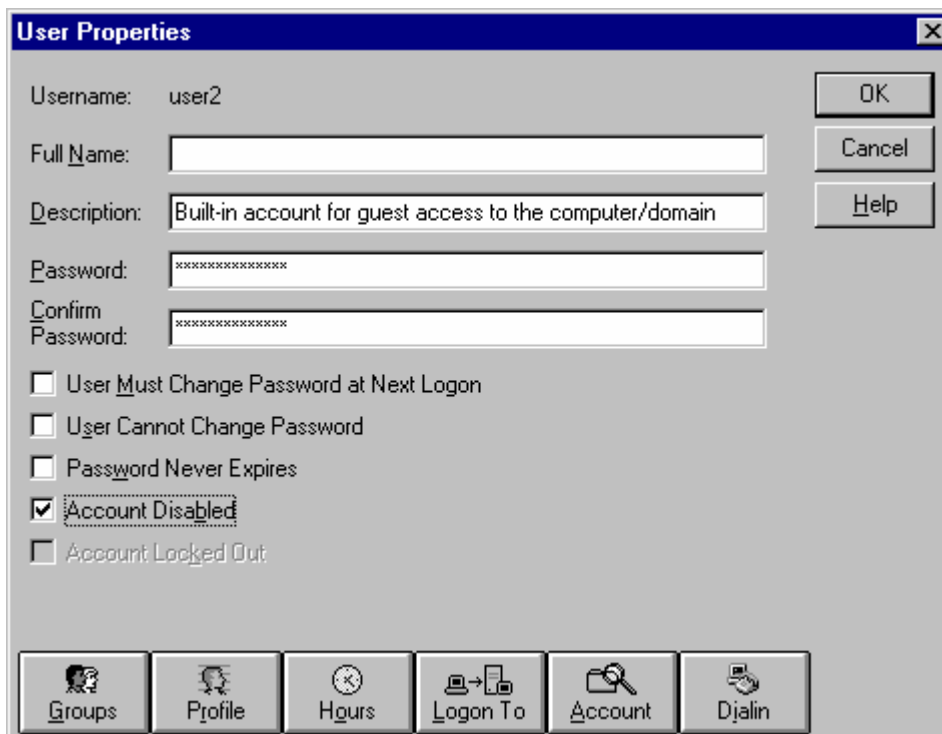 User Properties
Username: user2
OK
Full Name:
Cancel
Description: Built-in account for guest access to the computer/domain
Help
Password: **************
Confirm
Password: **************
User Must Change Password at Next Logon
User Cannot Change Password
Password Never Expires
Account Disabled
Account Locked Out
Groups Profile Hours Logon To Account Dialin